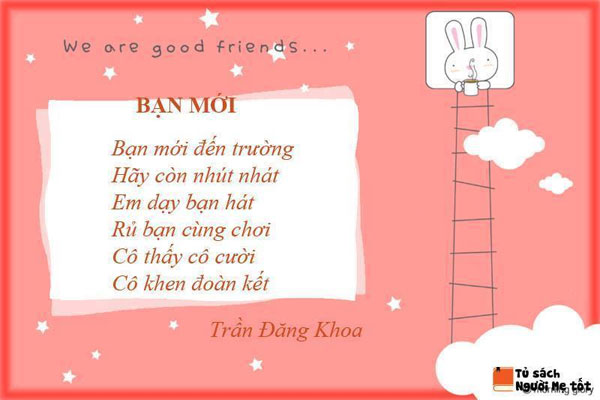 We are good friends...
BẠN MỚI
Bạn mới đến trường
Hãy còn nhút nhát
Em dạy bạn hát
Rủ bạn cùng chơi
Cô thấy cô cười
Cô khen đoàn kết
Trần Đăng Khoa
Tủ sách
Người Mẹ tốt
morning glory